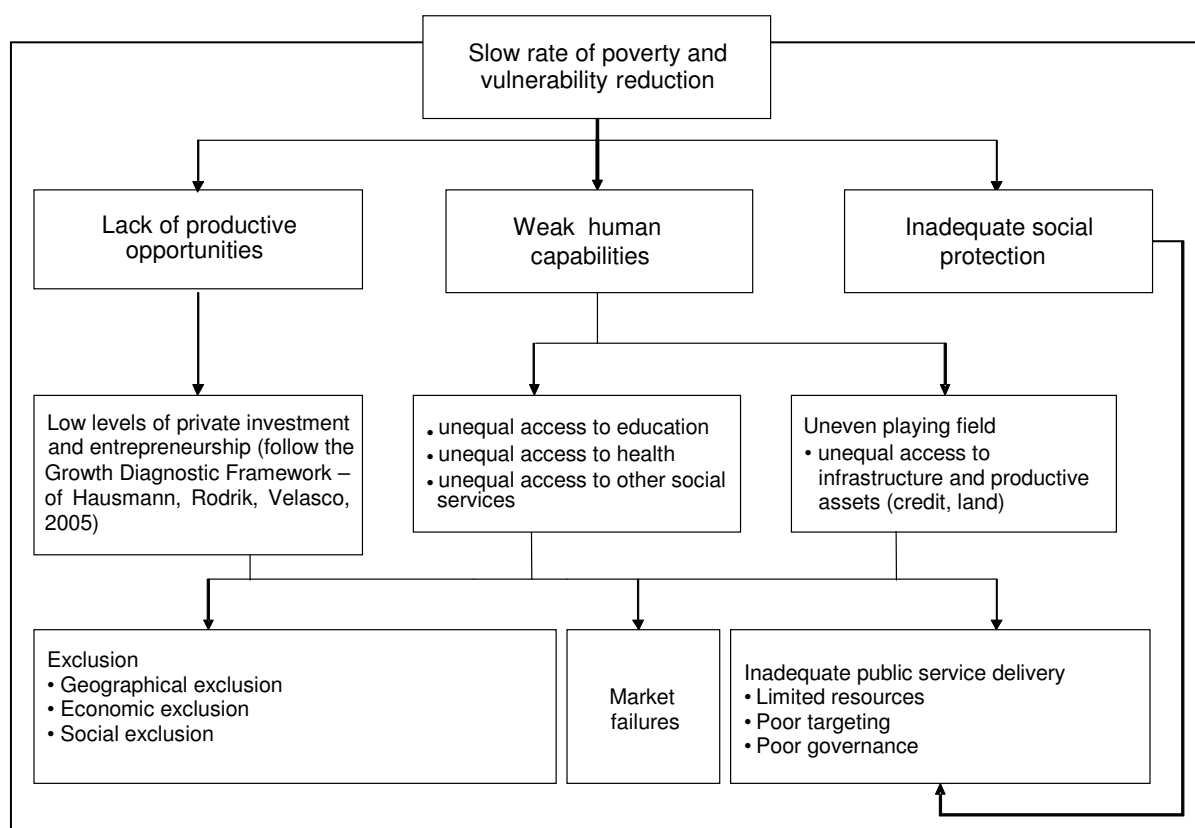 Slow rate of poverty and
vulnerability reduction
Lack of productive
opportunities
Weak human
capabilities
Inadequate social
protection
Low levels of private investment
and entrepreneurship (follow the
Growth Diagnostic Framework –
of Hausmann, Rodrik, Velasco,
2005)
• unequal access to education
• unequal access to health
• unequal access to other social
services
Uneven playing field
• unequal access to
infrastructure and productive
assets (credit, land)
Exclusion
• Geographical exclusion
• Economic exclusion
• Social exclusion
Market
failures
Inadequate public service delivery
• Limited resources
• Poor targeting
• Poor governance